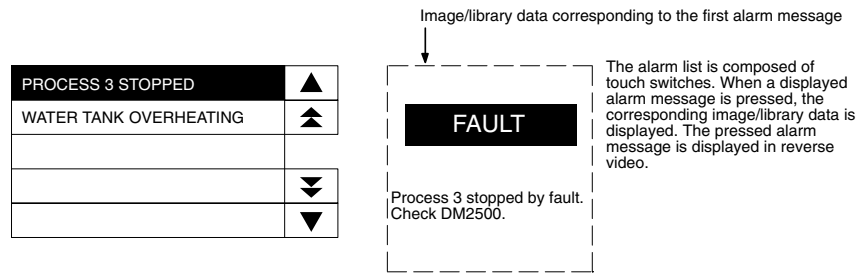 Image/library data corresponding to the first alarm message
PROCESS 3 STOPPED
WATER TANK OVERHEATING
FAULT
Process 3 stopped by fault.
Check DM2500.
The alarm list is composed of
touch switches. When a displayed
alarm message is pressed, the
corresponding image/library data is
displayed. The pressed alarm
message is displayed in reverse
video.